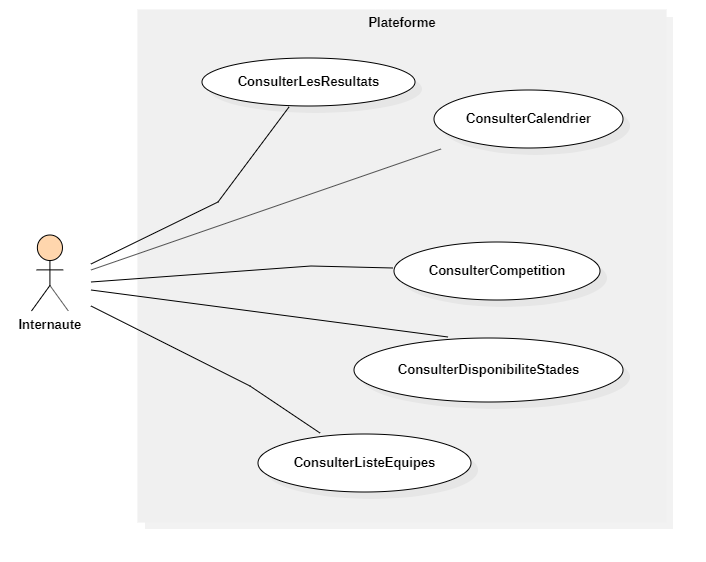 Plateforme
ConsulterLesResultats
ConsulterCalendrier
ConsulterCompetition
Internaute
ConsulterDisponibiliteStades
ConsulterListeEquipes